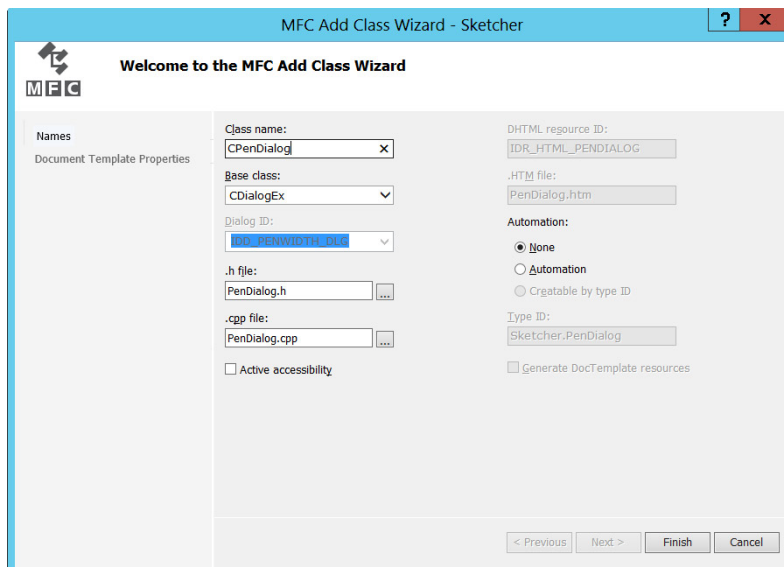 MFC Add Class Wizard - Sketcher
?
X
MFC
Welcome to the MFC Add Class Wizard
Names
Document Template Properties
Class name:
CPenDialog
Base class:
CDialogEx
Dialog ID:
IDD_PENWIDTH_DLG
.h file:
PenDialog.h
...
.cpp file:
PenDialog.cpp
...
Active accessibility
DHTML resource ID:
IDR_HTML_PENDIALOG
.HTM file:
PenDialog.htm
Automation:
None
Automation
Creatable by type ID
Type ID:
Sketcher.PenDialog
Generate DocTemplate resources
< Previous
Next >
Finish
Cancel